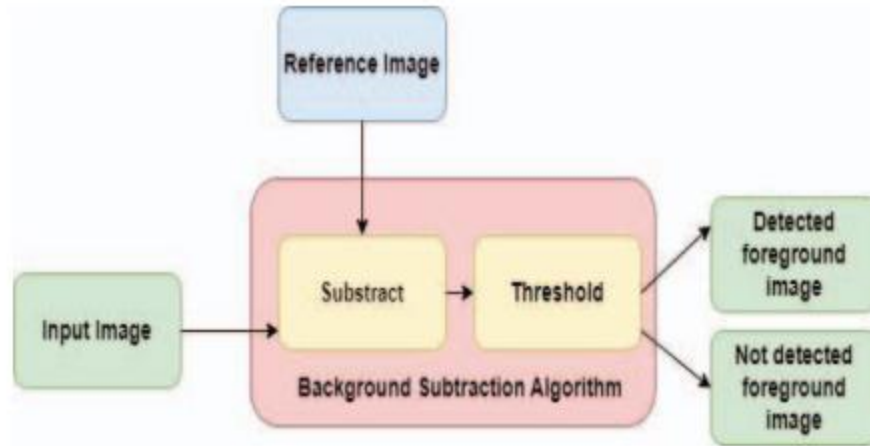 Reference Image
Input Image
Substract
Threshold
Background Subtraction Algorithm
Detected
foreground
image
Not detected
foreground
image